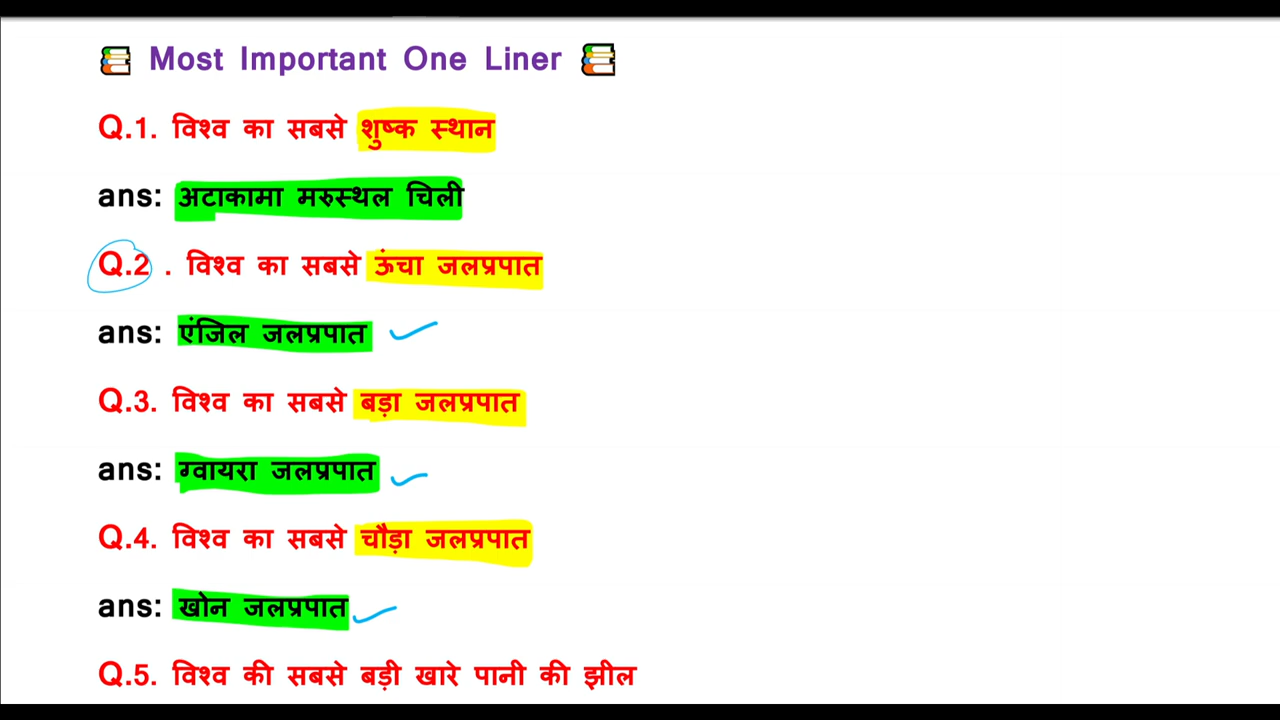 📚 Most Important One Liner 📚
Q.1. विश्व का सबसे शुष्क स्थान
ans: अटाकामा मरुस्थल चिली
Q.2 . विश्व का सबसे ऊंचा जलप्रपात
ans: एंजिल जलप्रपात
Q.3. विश्व का सबसे बड़ा जलप्रपात
ans: ग्वायरा जलप्रपात
Q.4. विश्व का सबसे चौड़ा जलप्रपात
ans: खोन जलप्रपात
Q.5. विश्व की सबसे बड़ी खारे पानी की झील